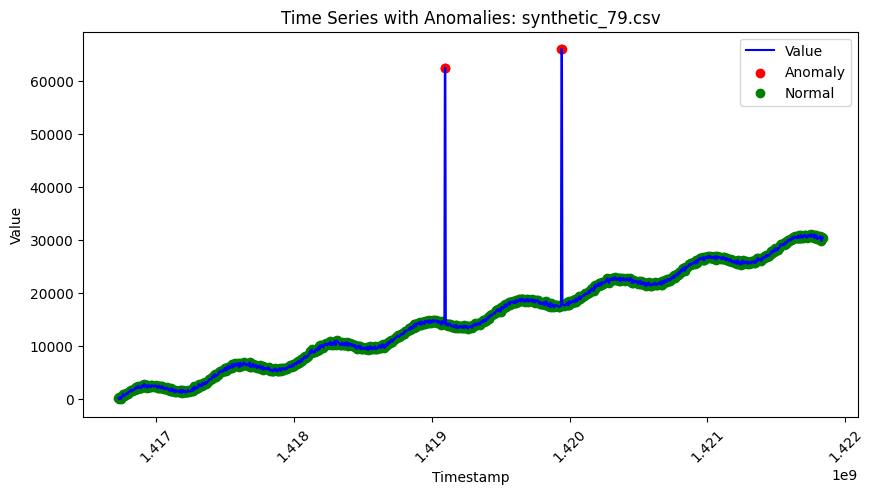 Time Series with Anomalies: synthetic_79.csv
Value
Anomaly
Normal
60000
50000
40000
30000
20000
10000
0
Value
1.417
1.418
1.419
1.420
1.421
1.422
1e9
Timestamp